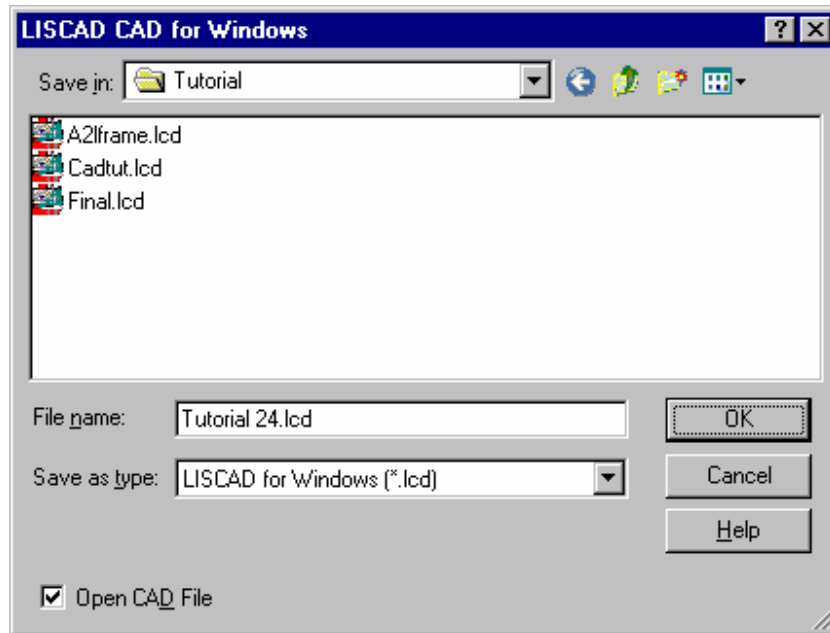 LISCAD CAD for Windows
Save in: Tutorial
A2lframe.lcd
Cadtut.lcd
Final.lcd
File name: Tutorial 24.lcd OK
Save as type: LISCAD for Windows (*.lcd) Cancel
Help
Open CAD File